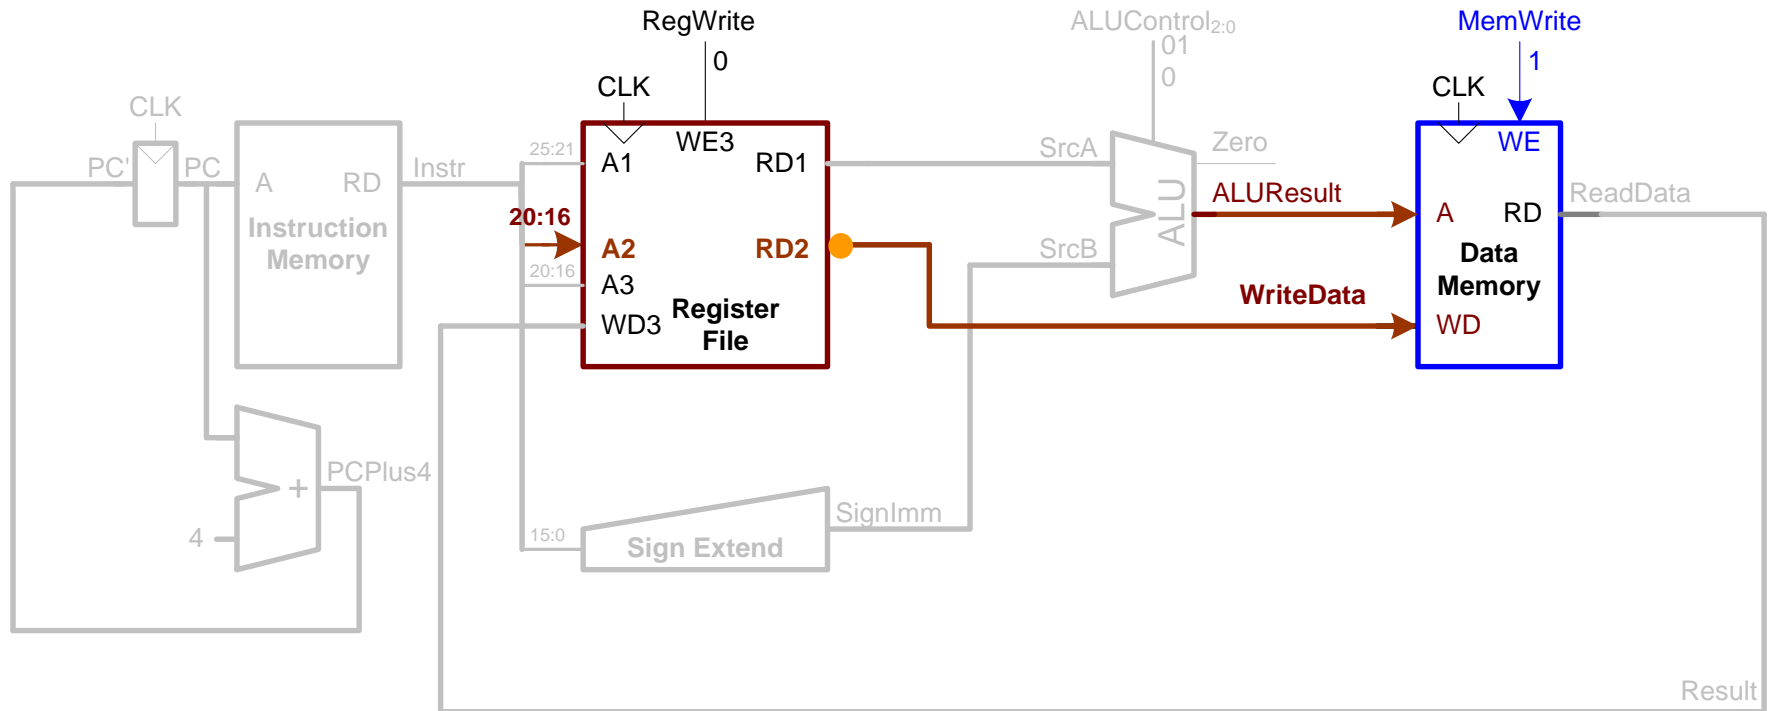 RegWrite
ALUControl2:0
MemWrite
0
01
0
1
CLK
CLK
CLK
PC'
PC
A
RD
Instruction
Memory
Instr
25:21
A1
WE3
RD1
SrcA
Zero
WE
20:16
A2
RD2
ALU
ALUResult
A
RD
ReadData
20:16
A3
SrcB
Data
Memory
WD3
Register
File
WriteData
WD
PCPlus4
+
4
15:0
Sign Extend
SignImm
Result